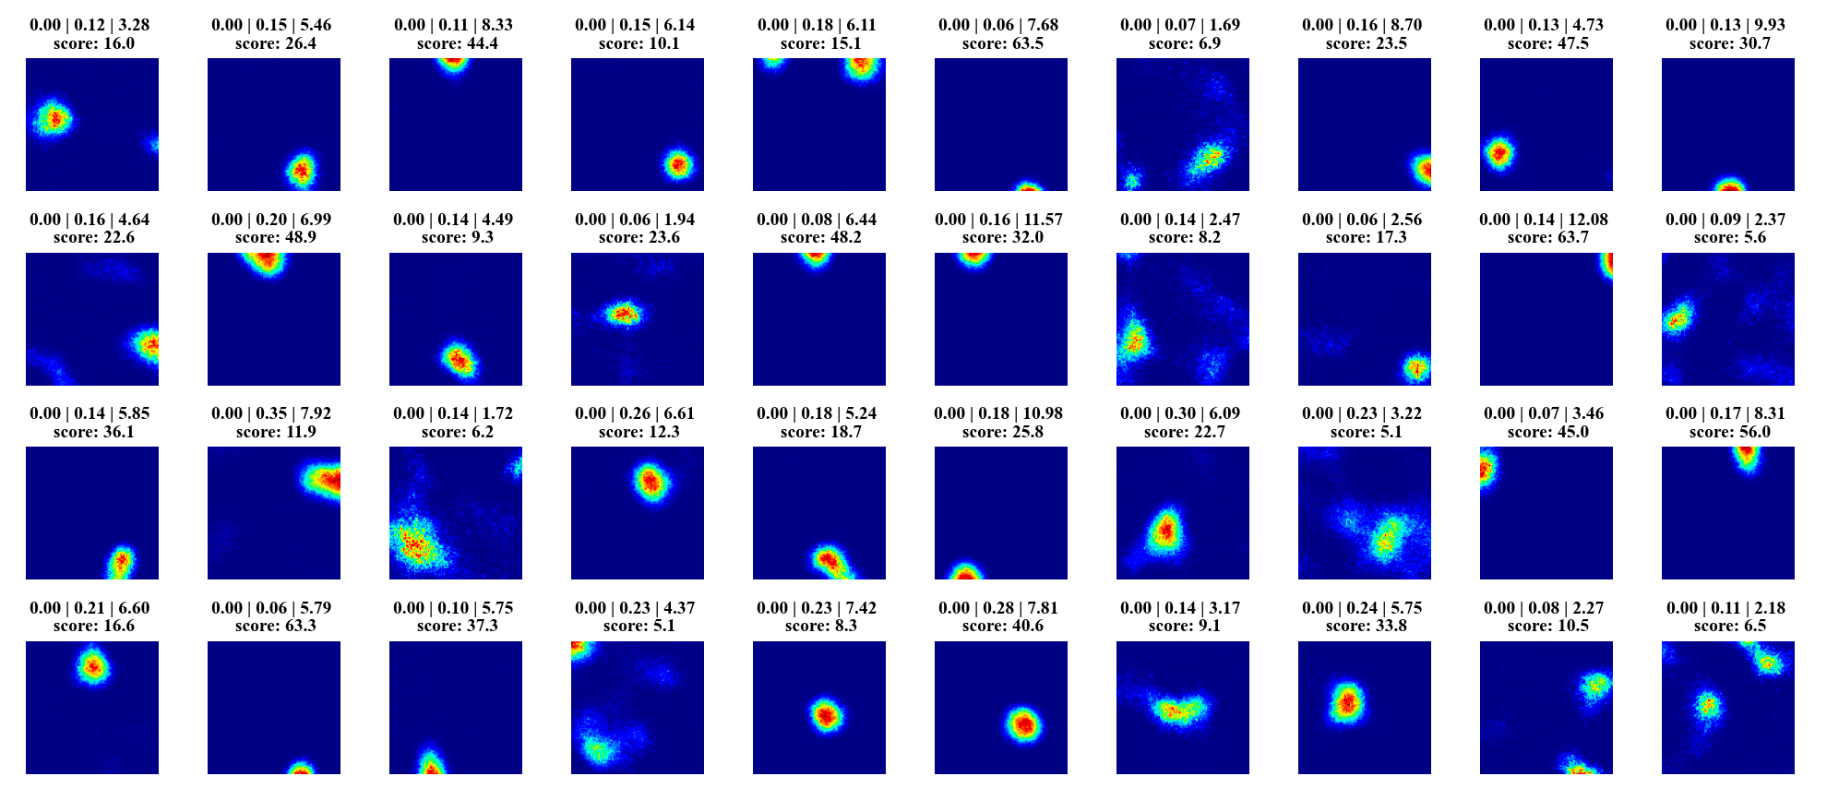 0.00 | 0.12 | 3.28
score: 16.0
0.00 | 0.15 | 5.46
score: 26.4
0.00 | 0.11 | 8.33
score: 44.4
0.00 | 0.15 | 6.14
score: 10.1
0.00 | 0.18 | 6.11
score: 15.1
0.00 | 0.06 | 7.68
score: 63.5
0.00 | 0.07 | 1.69
score: 6.9
0.00 | 0.16 | 8.70
score: 23.5
0.00 | 0.13 | 4.73
score: 47.5
0.00 | 0.13 | 9.93
score: 30.7
0.00 | 0.16 | 4.64
score: 22.6
0.00 | 0.20 | 6.99
score: 48.9
0.00 | 0.14 | 4.49
score: 9.3
0.00 | 0.06 | 1.94
score: 23.6
0.00 | 0.08 | 6.44
score: 48.2
0.00 | 0.16 | 11.57
score: 32.0
0.00 | 0.14 | 2.47
score: 8.2
0.00 | 0.06 | 2.56
score: 17.3
0.00 | 0.14 | 12.08
score: 63.7
0.00 | 0.09 | 2.37
score: 5.6
0.00 | 0.14 | 5.85
score: 36.1
0.00 | 0.35 | 7.92
score: 11.9
0.00 | 0.14 | 1.72
score: 6.2
0.00 | 0.26 | 6.61
score: 12.3
0.00 | 0.18 | 5.24
score: 18.7
0.00 | 0.18 | 10.98
score: 25.8
0.00 | 0.30 | 6.09
score: 22.7
0.00 | 0.23 | 3.22
score: 5.1
0.00 | 0.07 | 3.46
score: 45.0
0.00 | 0.17 | 8.31
score: 56.0
0.00 | 0.21 | 6.60
score: 16.6
0.00 | 0.06 | 5.79
score: 63.3
0.00 | 0.10 | 5.75
score: 37.3
0.00 | 0.23 | 4.37
score: 5.1
0.00 | 0.23 | 7.42
score: 8.3
0.00 | 0.28 | 7.81
score: 40.6
0.00 | 0.14 | 3.17
score: 9.1
0.00 | 0.24 | 5.75
score: 33.8
0.00 | 0.08 | 2.27
score: 10.5
0.00 | 0.11 | 2.18
score: 6.5